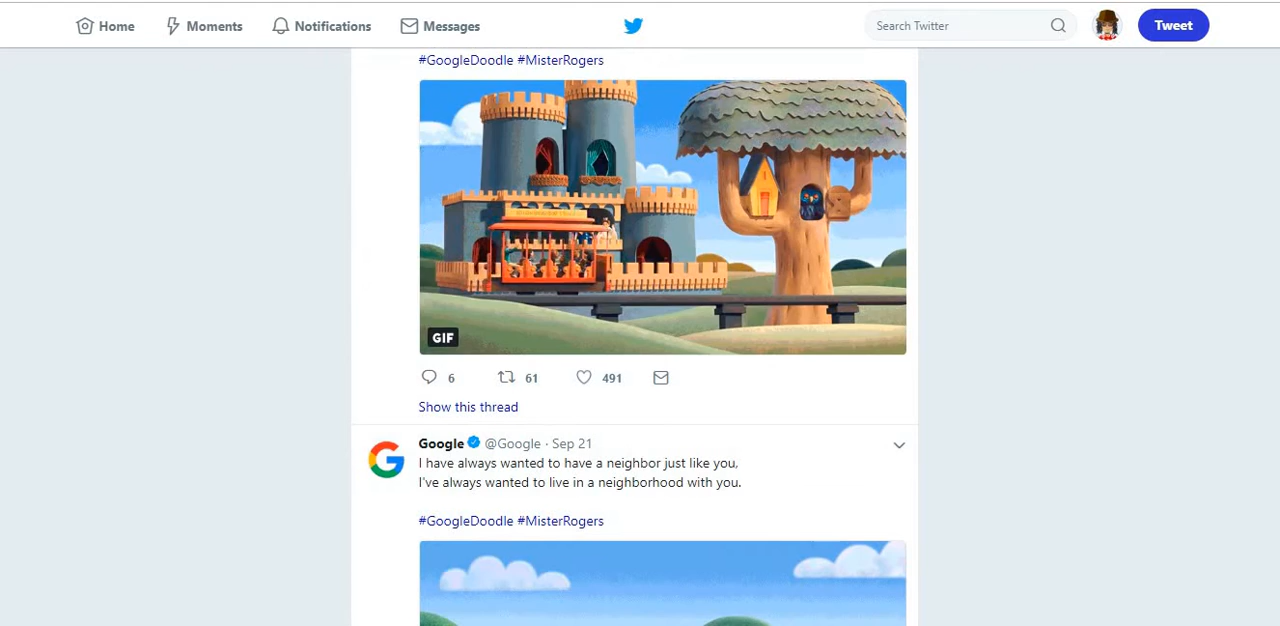 Home Moments Notifications Messages Search Twitter Tweet
#GoogleDoodle #MisterRogers
GIF
6 61 491
Show this thread
Google @Google · Sep 21
I have always wanted to have a neighbor just like you,
I've always wanted to live in a neighborhood with you.
#GoogleDoodle #MisterRogers